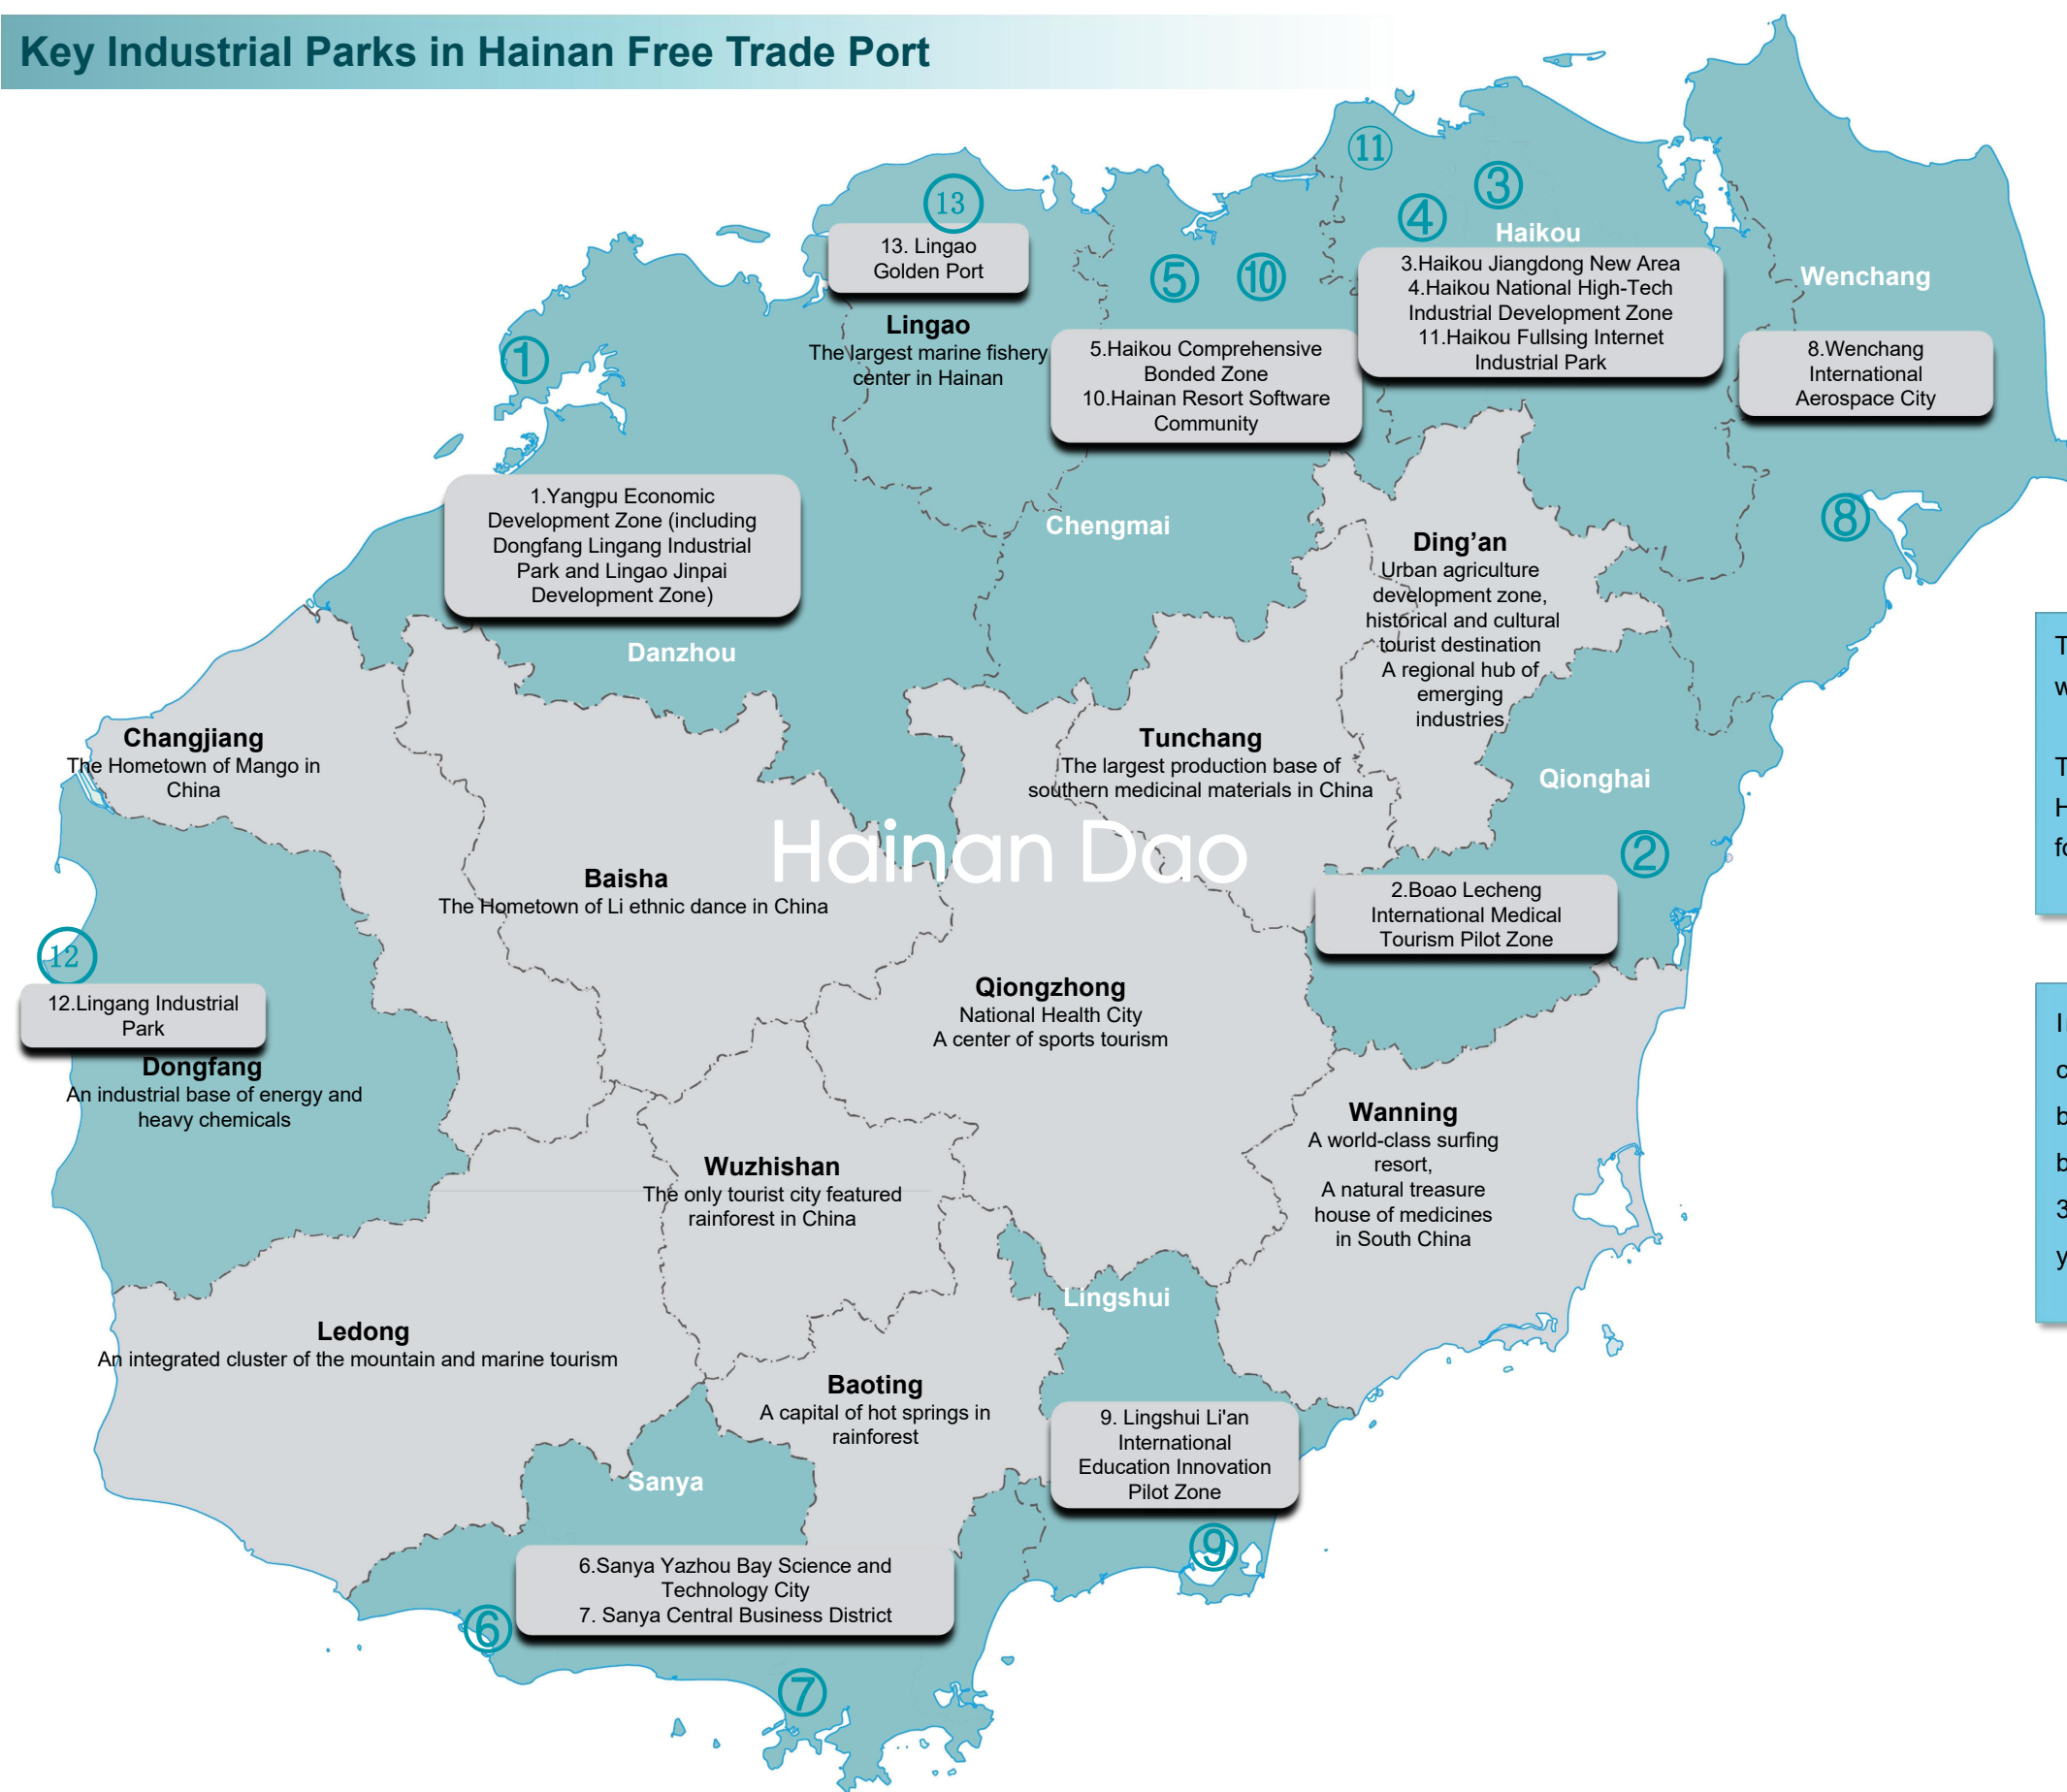 Key Industrial Parks in Hainan Free Trade Port
⑪
③
④
Haikou
3.Haikou Jiangdong New Area
4.Haikou National High-Tech
Industrial Development Zone
11.Haikou Fullsing Internet
Industrial Park
⑬
13. Lingao
Golden Port
Lingao
The largest marine fishery
center in Hainan
⑤
⑩
5.Haikou Comprehensive
Bonded Zone
10.Hainan Resort Software
Community
Wenchang
8.Wenchang
International
Aerospace City
⑧
①
1.Yangpu Economic
Development Zone (including
Dongfang Lingang Industrial
Park and Lingao Jinpai
Development Zone)
Danzhou
Chengmai
Ding’an
Urban agriculture
development zone,
historical and cultural
tourist destination
A regional hub of
emerging
industries
Changjiang
The Hometown of Mango in
China
Tunchang
The largest production base of
southern medicinal materials in China
Qionghai
②
2.Boao Lecheng
International Medical
Tourism Pilot Zone
Hainan Dao
Baisha
The Hometown of Li ethnic dance in China
⑫
12.Lingang Industrial
Park
Dongfang
An industrial base of energy and
heavy chemicals
Qiongzhong
National Health City
A center of sports tourism
Wanning
A world-class surfing
resort,
A natural treasure
house of medicines
in South China
Wuzhishan
The only tourist city featured
rainforest in China
Lingshui
Ledong
An integrated cluster of the mountain and marine tourism
Baoting
A capital of hot springs in
rainforest
9. Lingshui Li'an
International
Education Innovation
Pilot Zone
⑨
Sanya
6.Sanya Yazhou Bay Science and
Technology City
7. Sanya Central Business District
⑥
⑦